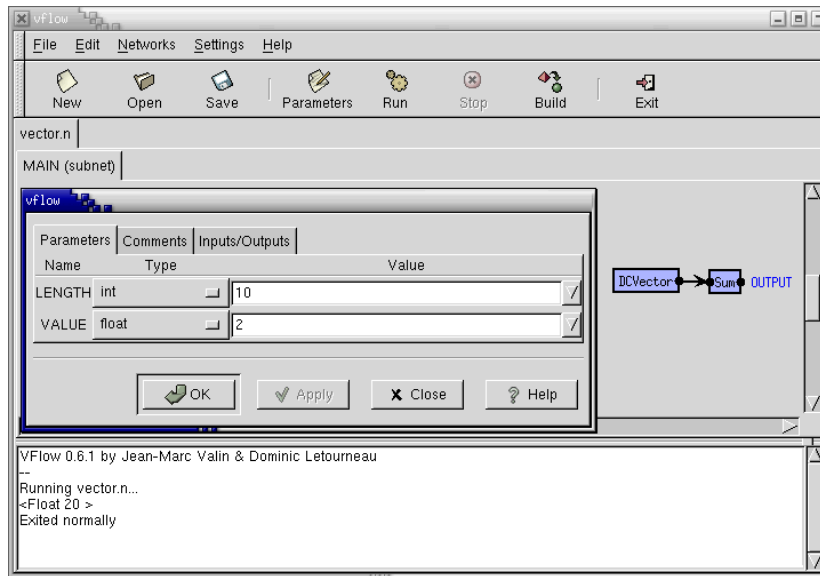 vflow
File Edit Networks Settings Help
New Open Save Parameters Run Stop Build Exit
vector.n
MAIN (subnet)
vflow
Parameters Comments Inputs/Outputs
Name Type Value
LENGTH int 10
VALUE float 2
OK Apply Close Help
DCVector Sum OUTPUT
VFlow 0.6.1 by Jean-Marc Valin & Dominic Letourneau
--
Running vector.n...
<Float 20 >
Exited normally